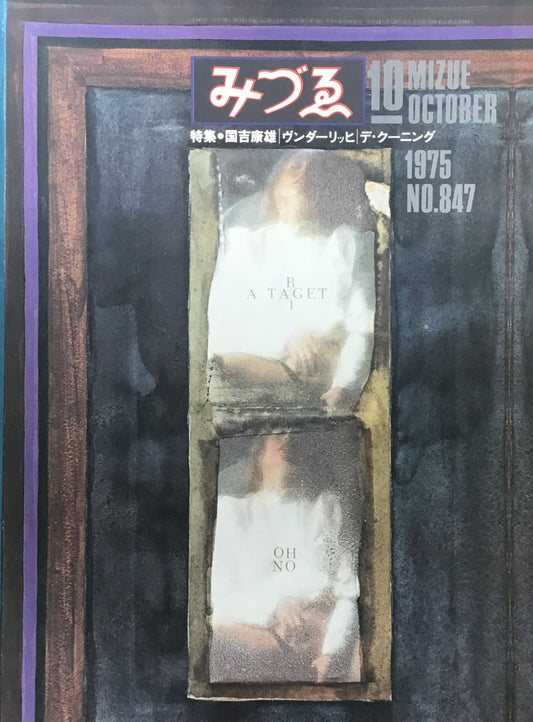 みづゑ
10
MIZUE
OCTOBER
特集●国吉康雄|ヴンダーリッヒ|デ・クーニング
1975
NO.847
R
A TAGET
I
OH
NO